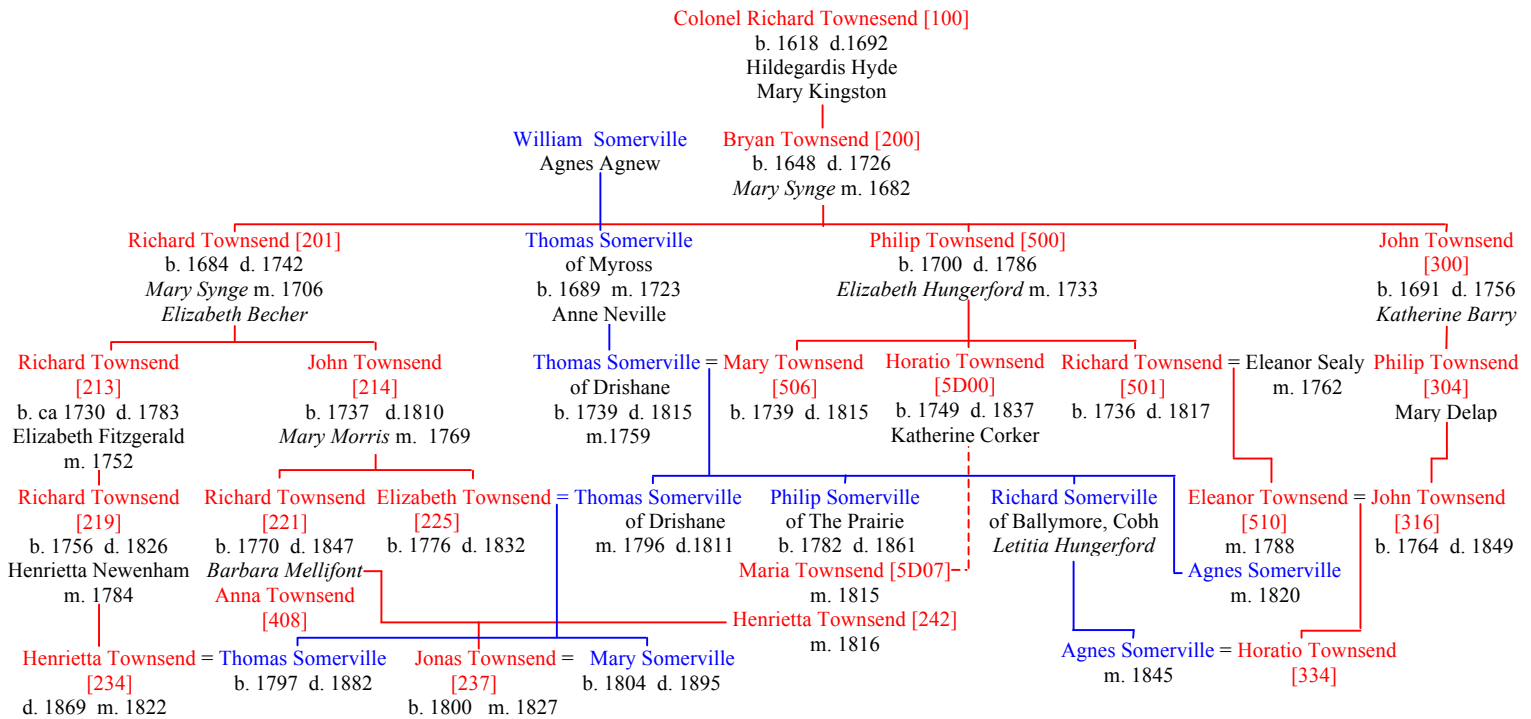 Colonel Richard Townesend [100]
b. 1618 d.1692
Hildegardis Hyde
Mary Kingston
William Somerville
Agnes Agnew
Bryan Townsend [200]
b. 1648 d. 1726
Mary Synge m. 1682
Richard Townsend [201]
b. 1684 d. 1742
Mary Synge m. 1706
Elizabeth Becher
Thomas Somerville
of Myross
b. 1689 m. 1723
Anne Neville
Philip Townsend [500]
b. 1700 d. 1786
Elizabeth Hungerford m. 1733
John Townsend
[300]
b. 1691 d. 1756
Katherine Barry
Richard Townsend
[213]
b. ca 1730 d. 1783
Elizabeth Fitzgerald
m. 1752
John Townsend
[214]
b. 1737 d.1810
Mary Morris m. 1769
Thomas Somerville =
of Drishane
b. 1739 d. 1815
m.1759
Mary Townsend
[506]
b. 1739 d. 1815
Horatio Townsend
[5D00]
b. 1749 d. 1837
Katherine Corker
Richard Townsend =
[501]
b. 1736 d. 1817
Eleanor Sealy
m. 1762
Philip Townsend
[304]
Mary Delap
Richard Townsend
[219]
b. 1756 d. 1826
Henrietta Newenham
m. 1784
Richard Townsend
[221]
b. 1770 d. 1847
Barbara Mellifont
Anna Townsend
[408]
Elizabeth Townsend =
[225]
b. 1776 d. 1832
Thomas Somerville
of Drishane
m. 1796 d.1811
Philip Somerville
of The Prairie
b. 1782 d. 1861
Maria Townsend [5D07]
m. 1815
Henrietta Townsend [242]
m. 1816
Richard Somerville
of Ballymore, Cobh
Letitia Hungerford
Eleanor Townsend =
[510]
m. 1788
Agnes Somerville
m. 1820
John Townsend
[316]
b. 1764 d. 1849
Henrietta Townsend =
[234]
d. 1869 m. 1822
Thomas Somerville
b. 1797 d. 1882
Jonas Townsend =
[237]
b. 1800 m. 1827
Mary Somerville
b. 1804 d. 1895
Agnes Somerville =
m. 1845
Horatio Townsend
[334]